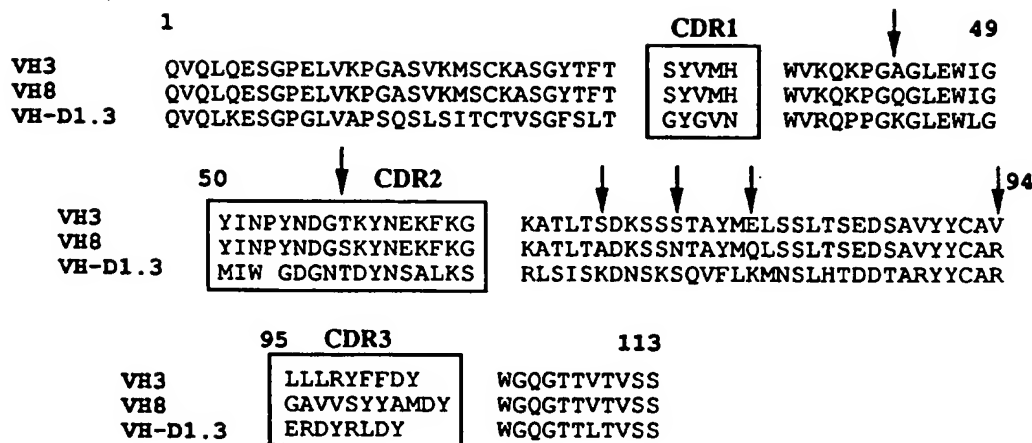 1 CDR1 49
VH3 QVQLQESGPELVKPGASVKMSCKASGYTFT SYVMH WVKQKPGAGLEWIG
VH8 QVQLQESGPELVKPGASVKMSCKASGYTFT SYVMH WVKQKPGQGLEWIG
VH-D1.3 QVQLKESGPGLVAPSQSLSITCTVSGFSLT GYGVN WVRQPPGKGLEWLG
50 CDR2 94
VH3 YINPYNDGTKYNEKFKG KATLTSDKSSSTAYMELSSLTSEDSAVYYCAV
VH8 YINPYNDGSKYNEKFKG KATLTADKSSNTAYMQLSSLTSEDSAVYYCAR
VH-D1.3 MIW GDGNTDYNSALKS RLSISKDNSKSQVFLKMNSLHTDDTARYYCAR
95 CDR3 113
VH3 LLLRYFFDY WGQGTTVTVSS
VH8 GAVVSYYAMDY WGQGTTVTVSS
VH-D1.3 ERDYRLDY WGQGTTLTVSS